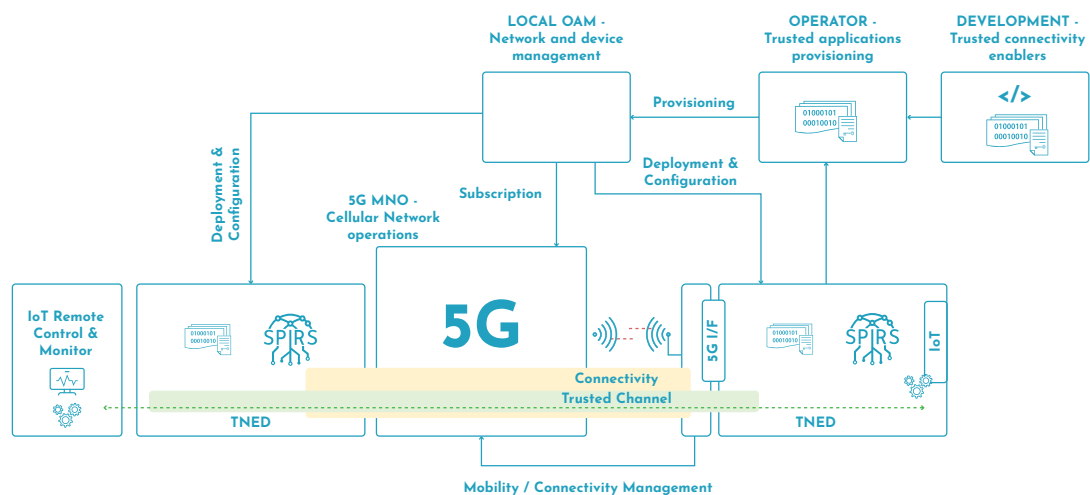 LOCAL OAM -
Network and device
management
OPERATOR -
Trusted applications
provisioning
DEVELOPMENT -
Trusted connectivity
enablers
</>
01000101
00010010
01000101
00010010
Provisioning
Deployment &
Configuration
Deployment &
Configuration
Subscription
5G MNO -
Cellular Network
operations
IoT Remote
Control &
Monitor
01000101
00010010
SPIRS
5G
5G I/F
01000101
00010010
SPIRS
IoT
Connectivity
Trusted Channel
TNED
TNED
Mobility / Connectivity Management